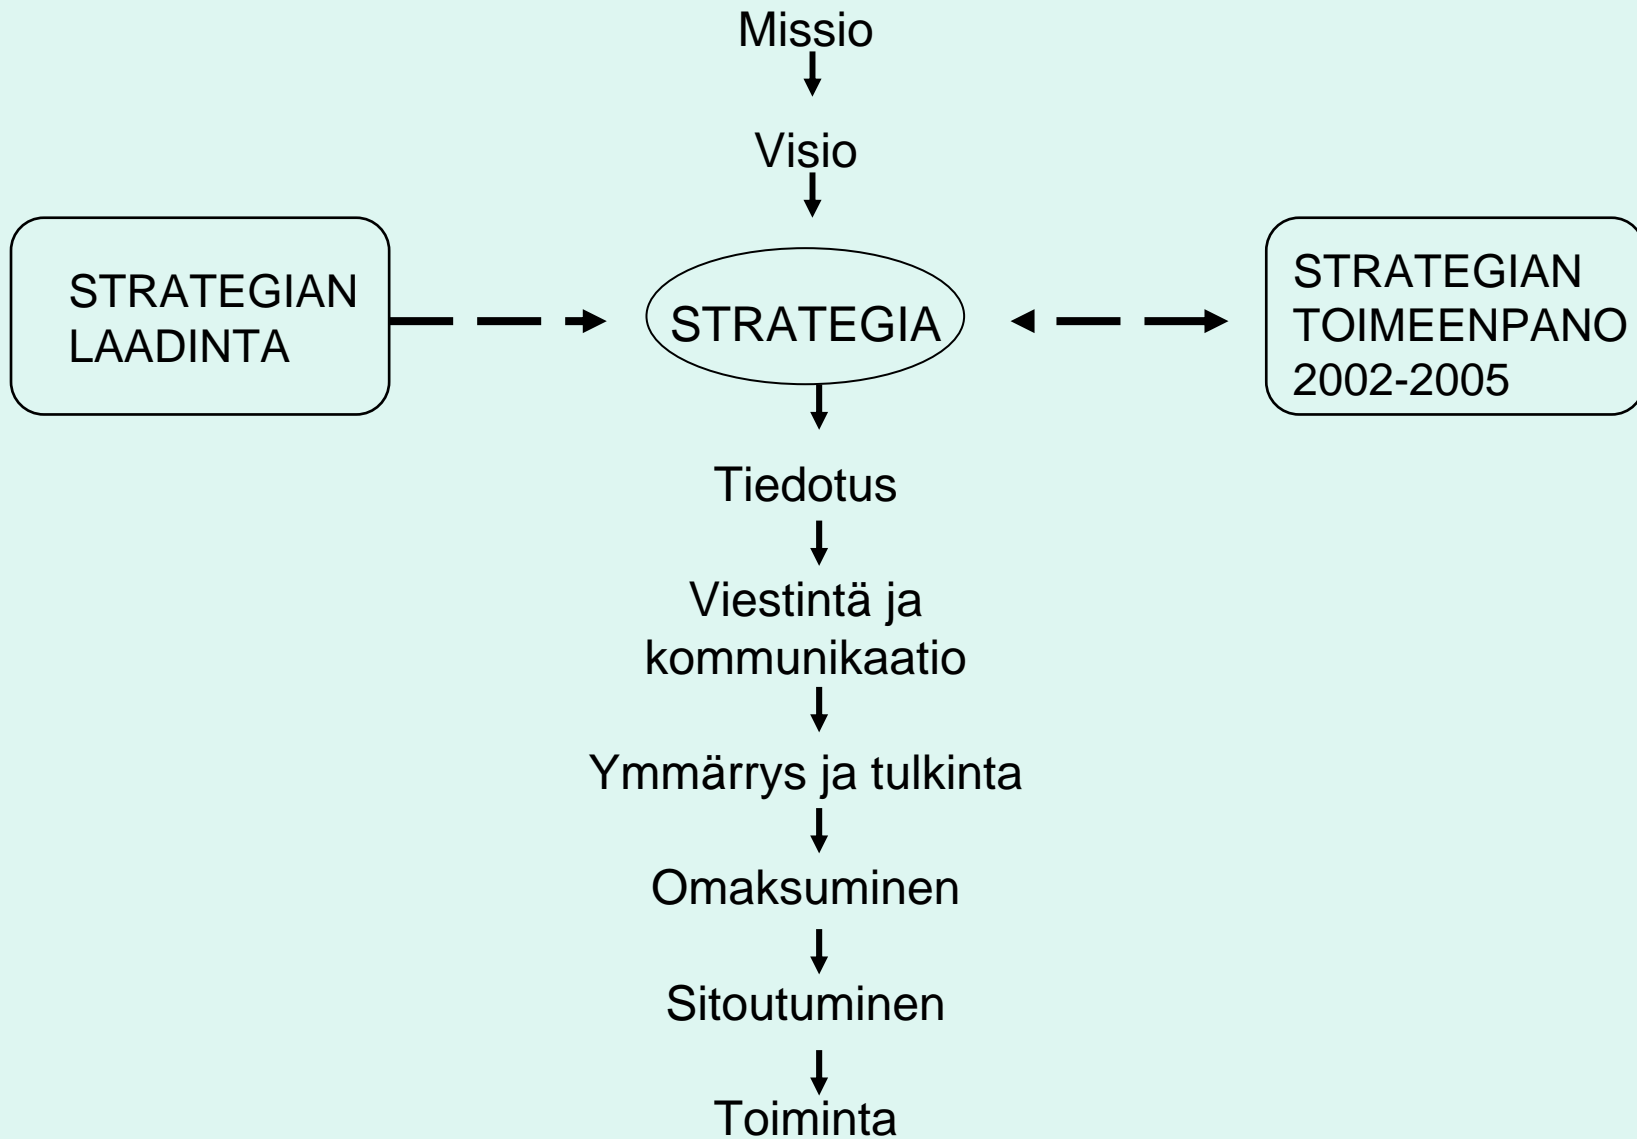 Missio
Visio
STRATEGIAN
LAADINTA
STRATEGIA
STRATEGIAN
TOIMEENPANO
2002-2005
Tiedotus
Viestintä ja
kommunikaatio
Ymmärrys ja tulkinta
Omaksuminen
Sitoutuminen
Toiminta